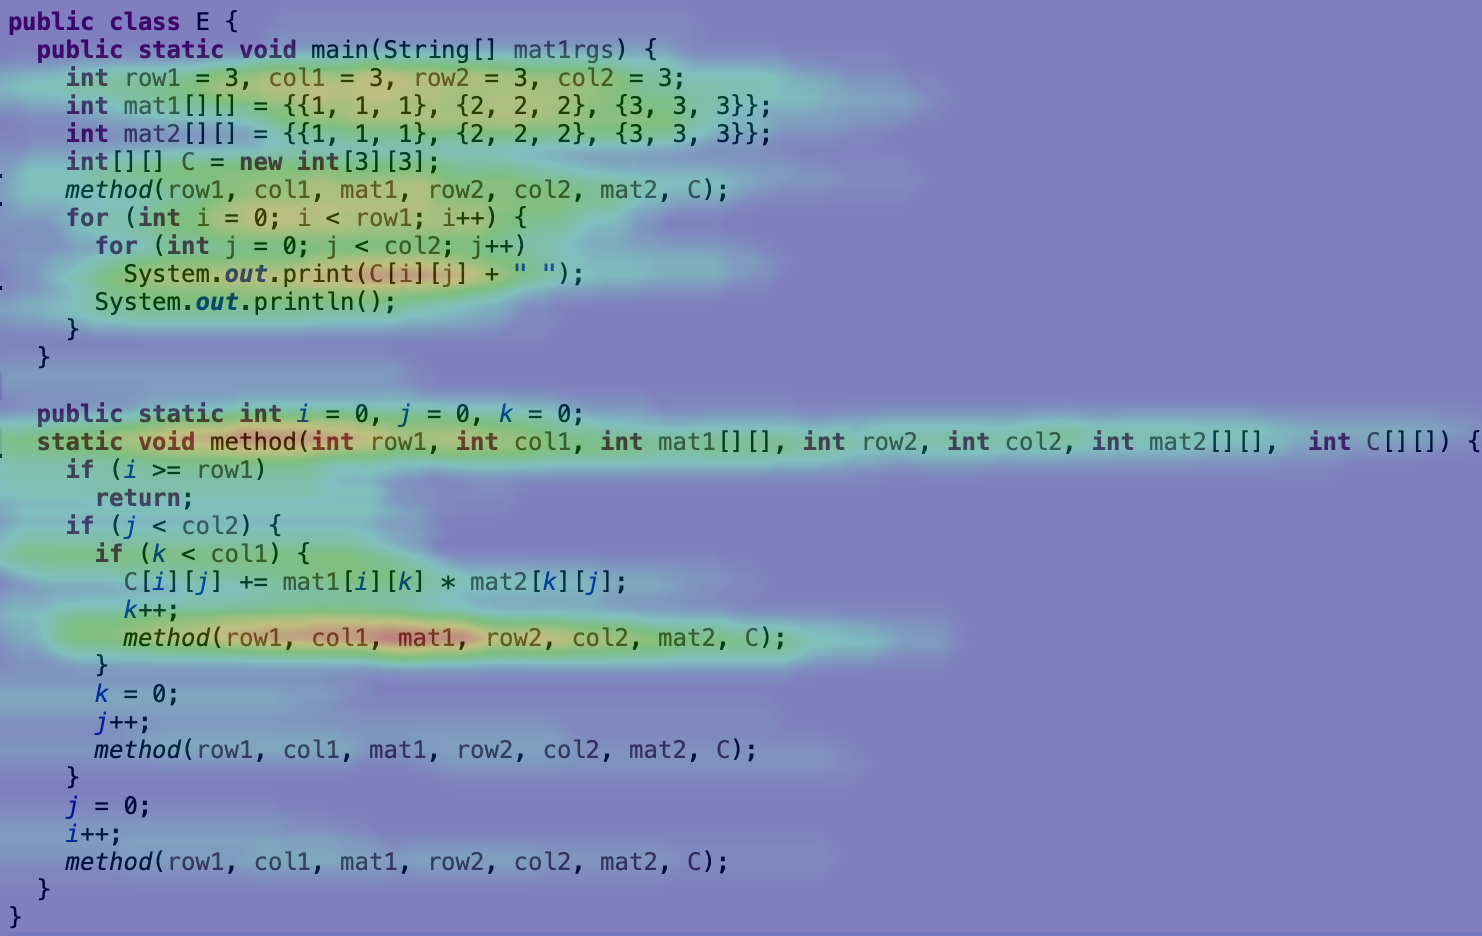 public class E {
  public static void main(String[] mat1rgs) {
    int row1 = 3, col1 = 3, row2 = 3, col2 = 3;
    int mat1[][] = {{1, 1, 1}, {2, 2, 2}, {3, 3, 3}};
    int mat2[][] = {{1, 1, 1}, {2, 2, 2}, {3, 3, 3}};
    int[][] C = new int[3][3];
    method(row1, col1, mat1, row2, col2, mat2, C);
    for (int i = 0; i < row1; i++) {
      for (int j = 0; j < col2; j++)
        System.out.print(C[i][j] + " ");
      System.out.println();
    }
  }

  public static int i = 0, j = 0, k = 0;
  static void method(int row1, int col1, int mat1[][], int row2, int col2, int mat2[][],  int C[][]) {
    if (i >= row1)
      return;
    if (j < col2) {
      if (k < col1) {
        C[i][j] += mat1[i][k] * mat2[k][j];
        k++;
        method(row1, col1, mat1, row2, col2, mat2, C);
      }
      k = 0;
      j++;
      method(row1, col1, mat1, row2, col2, mat2, C);
    }
    j = 0;
    i++;
    method(row1, col1, mat1, row2, col2, mat2, C);
  }
}